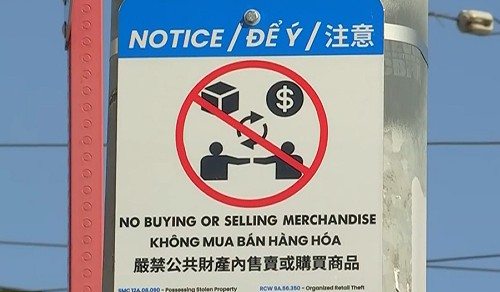 NOTICE / ĐỂ Ý / 注意
$
NO BUYING OR SELLING MERCHANDISE
KHÔNG MUA BÁN HÀNG HÓA
嚴禁公共財產內售賣或購買商品
SMC 12A.08.090 - Possessing Stolen Property RCW 9A.56.350 - Organized Retail Theft